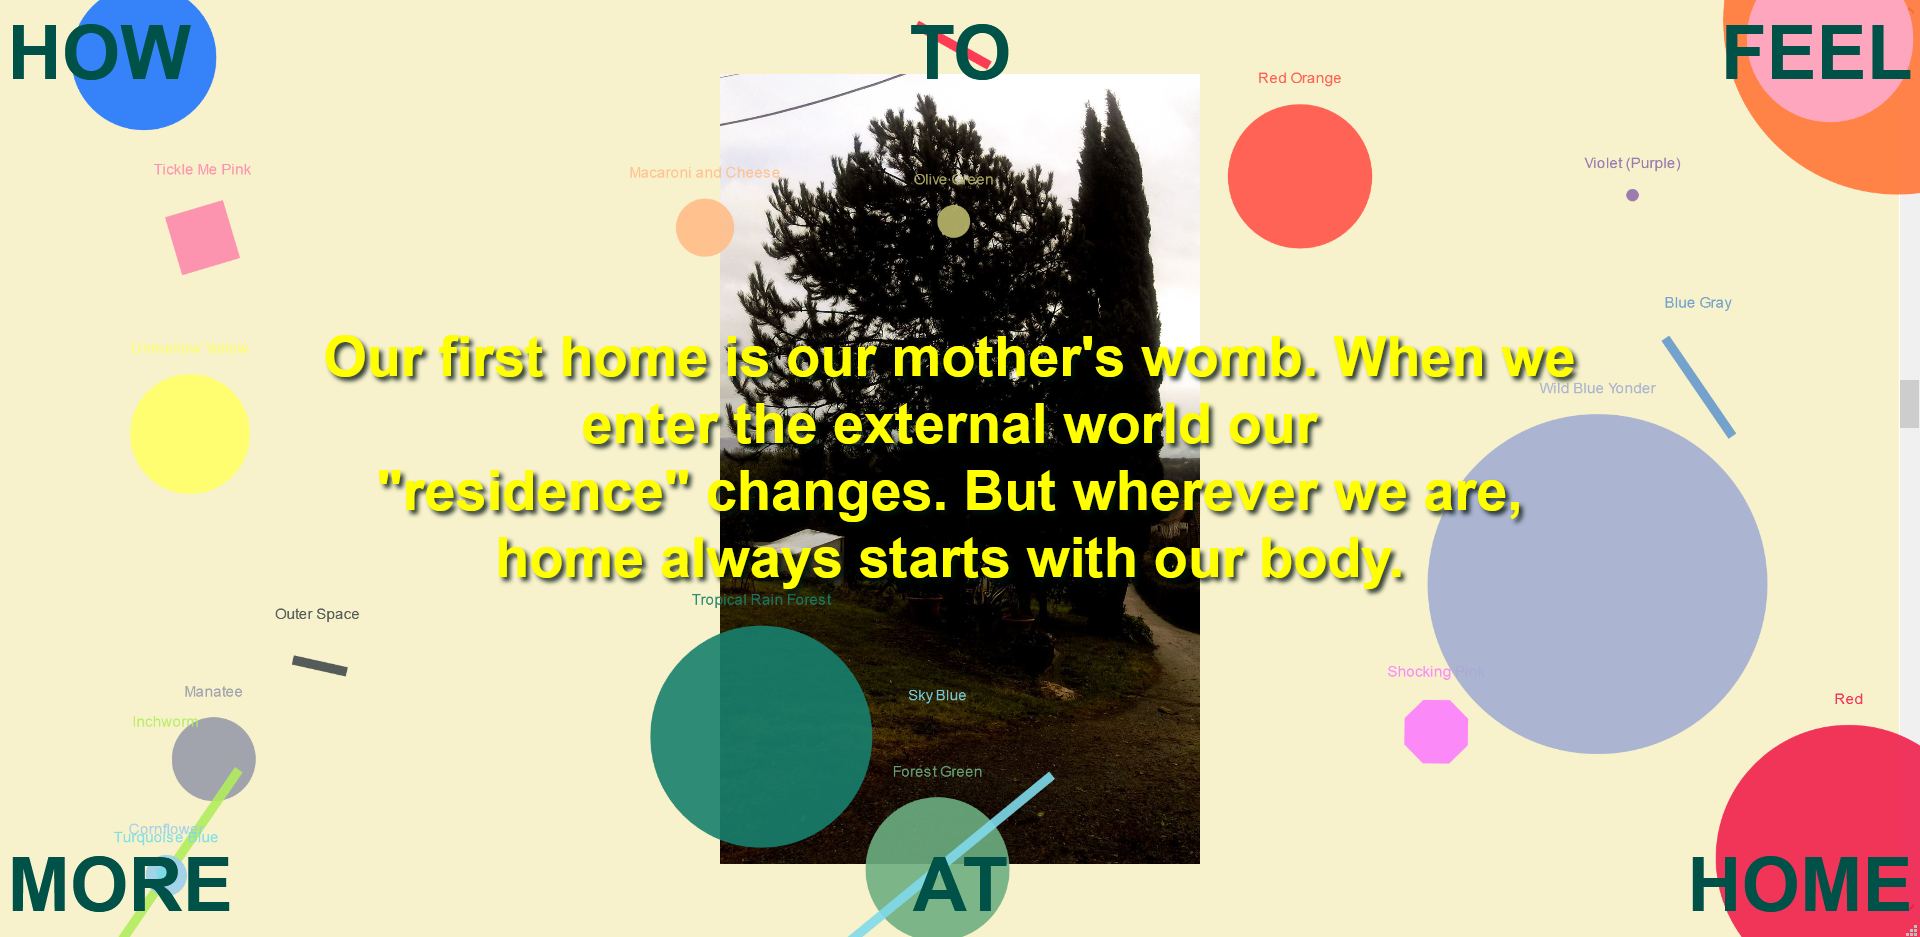 HOW TO FEEL
Red Orange
Violet (Purple)
Tickle Me Pink
Macaroni and Cheese
Olive Green
Blue Gray
Our first home is our mother's womb. When we
enter the external world our
"residence" changes. But wherever we are,
home always starts with our body.
Wild Blue Yonder
Tropical Rain Forest
Outer Space
Shocking Pink
Manatee
Sky Blue
Red
Inchworm
Forest Green
Cornflower
Turquoise Blue
MORE AT HOME